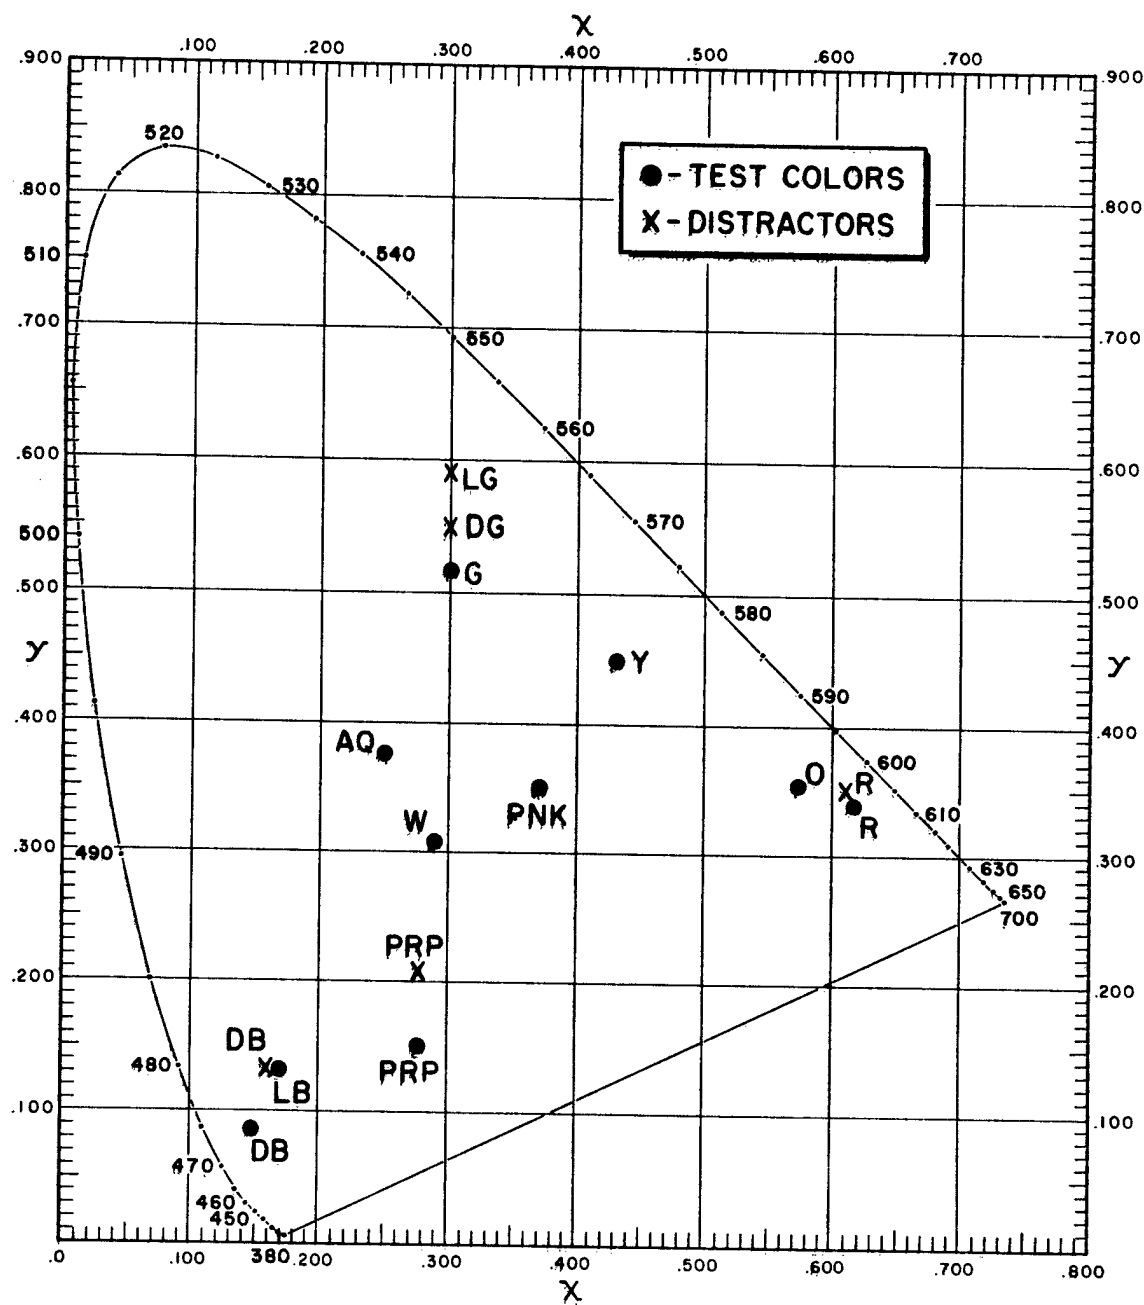 X
.100 .200 .300 .400 .500 .600 .700
.900 .900
520
530
.800 .800
● - TEST COLORS
X - DISTRACTORS
510
540
.700 .700
550
560
.600 .600
LG
DG
570
500
G
.500 .500
580
Y
Y Y
590
.400 .400
AQ
600
O
R
PNK
610
W
R
.300 .300
490
630
650
700
PRP
.200 .200
DB
480
PRP
LB
.100 .100
DB
470
460
450
380
.0 .100 .200 .300 .400 .500 .600 .700 .800
X